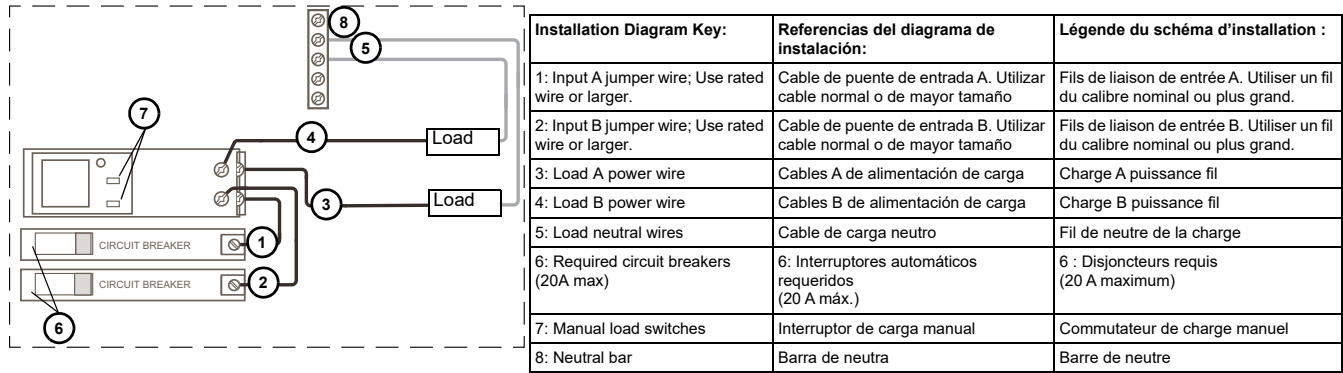 8
5
7
4
Load
3
Load
CIRCUIT BREAKER
1
CIRCUIT BREAKER
2
6
Installation Diagram Key:
Referencias del diagrama de
instalación:
Légende du schéma d’installation :
1: Input A jumper wire; Use rated
wire or larger.
Cable de puente de entrada A. Utilizar
cable normal o de mayor tamaño
Fils de liaison de entrée A. Utiliser un fil
du calibre nominal ou plus grand.
2: Input B jumper wire; Use rated
wire or larger.
Cable de puente de entrada B. Utilizar
cable normal o de mayor tamaño
Fils de liaison de entrée B. Utiliser un fil
du calibre nominal ou plus grand.
3: Load A power wire
Cables A de alimentación de carga
Charge A puissance fil
4: Load B power wire
Cables B de alimentación de carga
Charge B puissance fil
5: Load neutral wires
Cable de carga neutro
Fil de neutre de la charge
6: Required circuit breakers
(20A max)
6: Interruptores automáticos
requeridos
(20 A máx.)
6 : Disjoncteurs requis
(20 A maximum)
7: Manual load switches
Interruptor de carga manual
Commutateur de charge manuel
8: Neutral bar
Barra de neutra
Barre de neutre